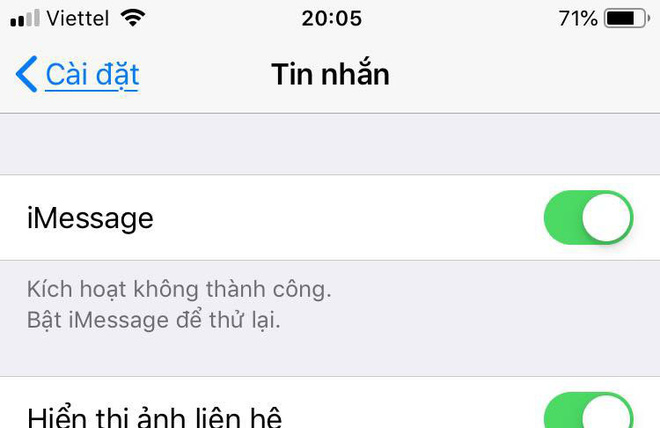 Viettel 20:05 71%
Cài đặt Tin nhắn
iMessage
Kích hoạt không thành công.
Bật iMessage để thử lại.
Hiển thị ảnh liên hệ